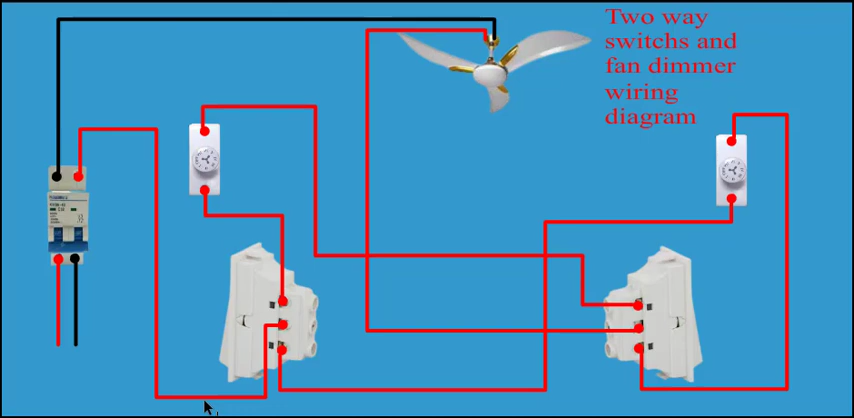 Two way
switchs and
fan dimmer
wiring
diagram